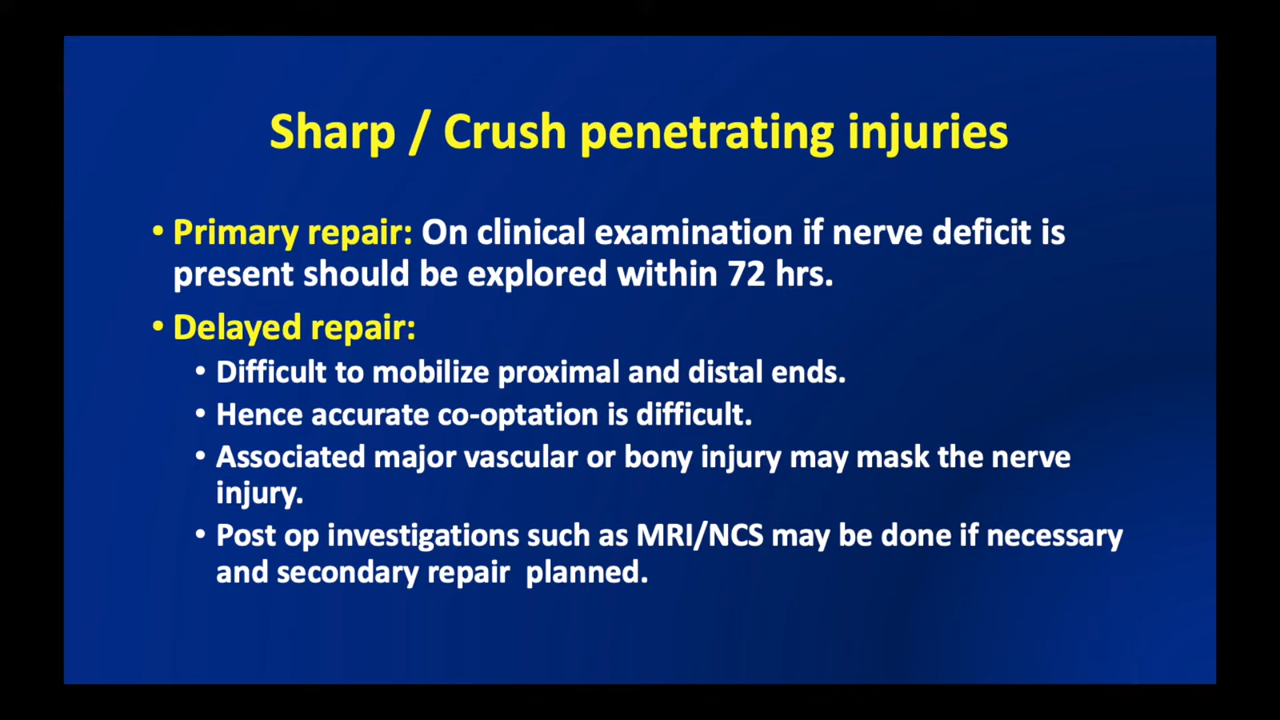 Sharp / Crush penetrating injuries
• Primary repair: On clinical examination if nerve deficit is
present should be explored within 72 hrs.
• Delayed repair:
• Difficult to mobilize proximal and distal ends.
• Hence accurate co-optation is difficult.
• Associated major vascular or bony injury may mask the nerve
injury.
• Post op investigations such as MRI/NCS may be done if necessary
and secondary repair  planned.